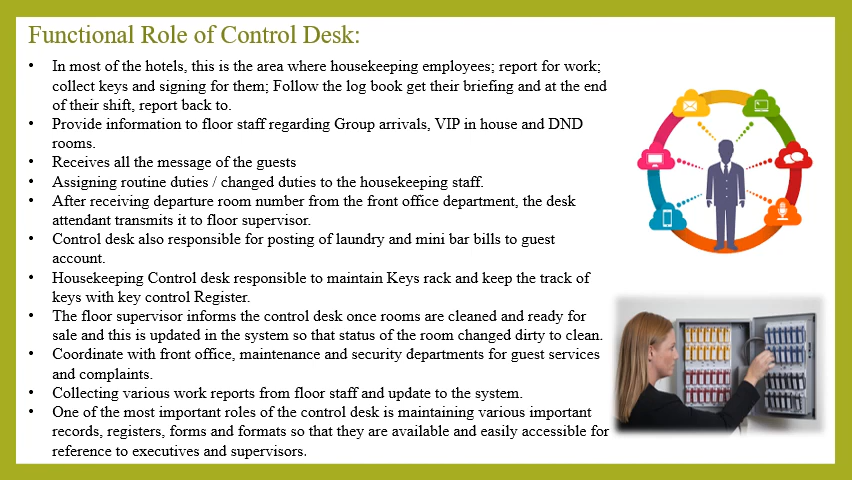 Functional Role of Control Desk:
• In most of the hotels, this is the area where housekeeping employees; report for work;
collect keys and signing for them; Follow the log book get their briefing and at the end
of their shift, report back to.
• Provide information to floor staff regarding Group arrivals, VIP in house and DND
rooms.
• Receives all the message of the guests
• Assigning routine duties / changed duties to the housekeeping staff.
• After receiving departure room number from the front office department, the desk
attendant transmits it to floor supervisor.
• Control desk also responsible for posting of laundry and mini bar bills to guest
account.
• Housekeeping Control desk responsible to maintain Keys rack and keep the track of
keys with key control Register.
• The floor supervisor informs the control desk once rooms are cleaned and ready for
sale and this is updated in the system so that status of the room changed dirty to clean.
• Coordinate with front office, maintenance and security departments for guest services
and complaints.
• Collecting various work reports from floor staff and update to the system.
• One of the most important roles of the control desk is maintaining various important
records, registers, forms and formats so that they are available and easily accessible for
reference to executives and supervisors.